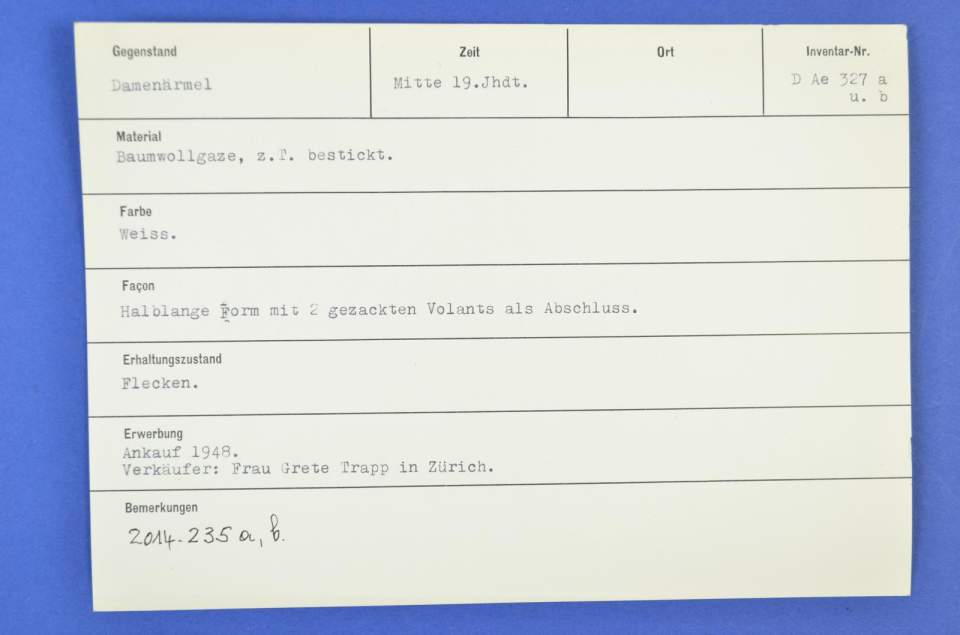 Gegenstand
Zeit
Ort
Inventar-Nr.
Damenärmel
Mitte 19.Jhdt.
D Ae 327 a
u. b
Material
Baumwollgaze, z.T. bestickt.
Farbe
Weiss.
Façon
Halblange Form mit 2 gezackten Volants als Abschluss.
Erhaltungszustand
Flecken.
Erwerbung
Ankauf 1948.
Verkäufer: Frau Grete Trapp in Zürich.
Bemerkungen
2014-235 a, b.